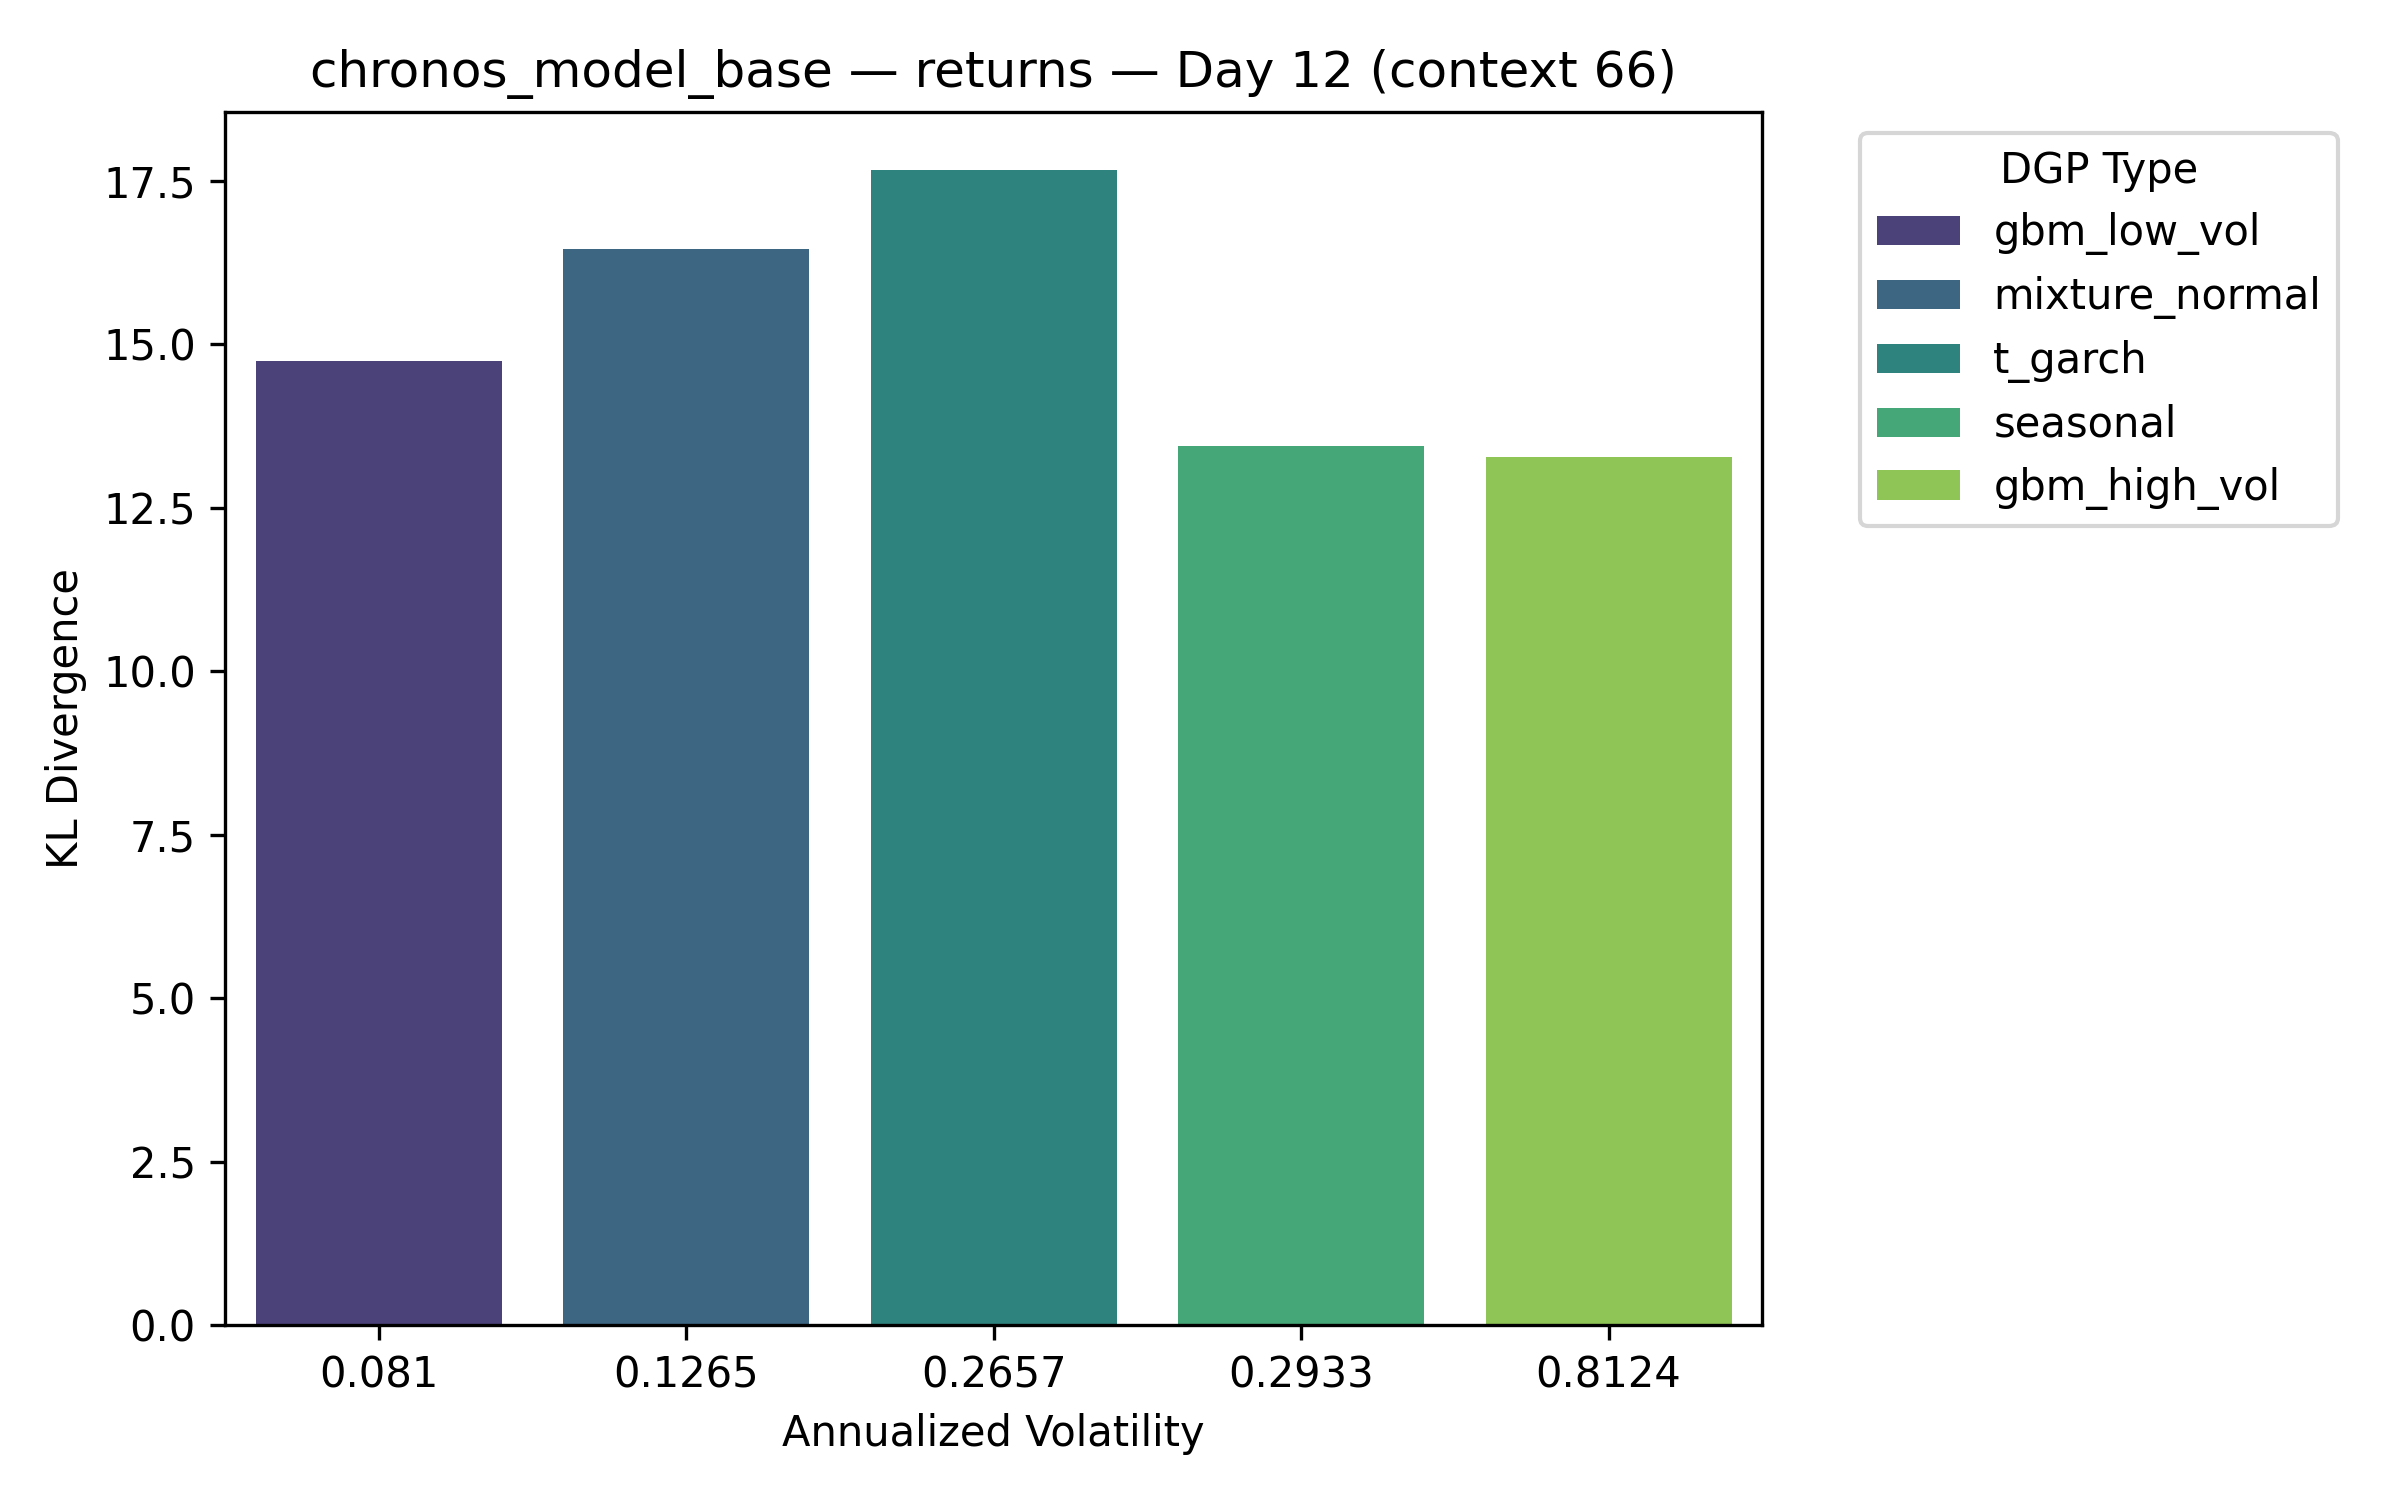 chronos_model_base — returns — Day 12 (context 66)
KL Divergence
17.5
15.0
12.5
10.0
7.5
5.0
2.5
0.0
0.081 0.1265 0.2657 0.2933 0.8124
Annualized Volatility
DGP Type
gbm_low_vol
mixture_normal
t_garch
seasonal
gbm_high_vol